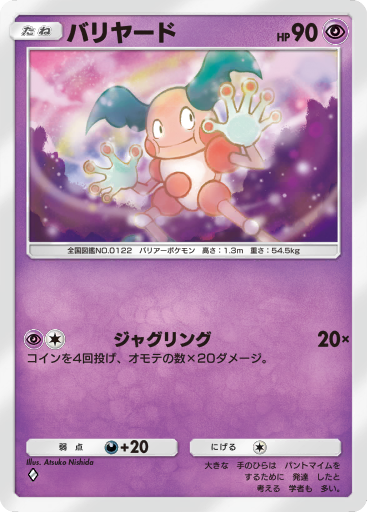 たね バリヤード HP 90
全国図鑑NO.0122 バリアーポケモン 高さ:1.3m 重さ:54.5kg
ジャグリング 20×
コインを4回投げ、オモテの数×20ダメージ。
弱点 +20 にげる
Illus. Atsuko Nishida
大きな 手のひらは パントマイムを
するために 発達 したと
考える 学者も 多い。